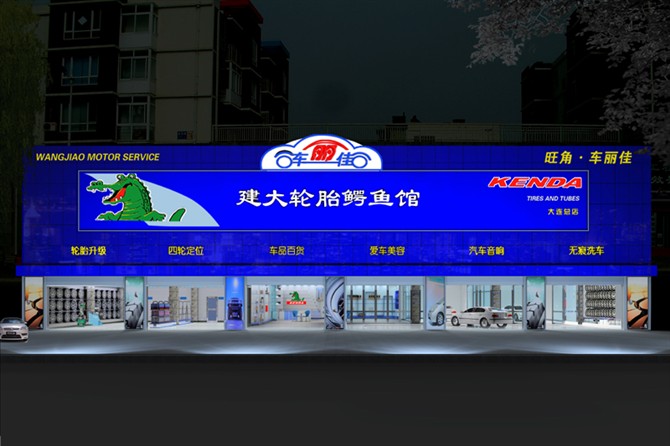 WANGJIAO MOTOR SERVICE
车丽佳
旺角·车丽佳
建大轮胎鳄鱼馆
KENDA
TIRES AND TUBES
大连总店
轮胎升级
四轮定位
车品百货
爱车美容
汽车音响
无痕洗车